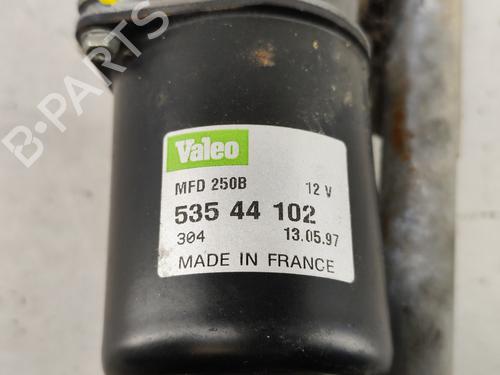 B-PARTS
Valeo
MFD 250B 12 V
535 44 102
304 13.05.97
MADE IN FRANCE